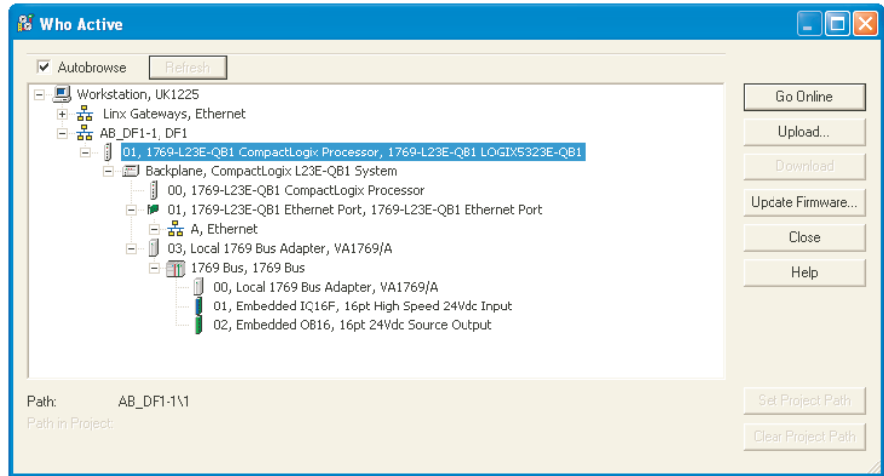 Who Active
Autobrowse
Refresh
Workstation, UK1225
Linx Gateways, Ethernet
AB_DF1-1, DF1
01, 1769-L23E-QB1 CompactLogix Processor, 1769-L23E-QB1 LOGIX5323E-QB1
Backplane, CompactLogix L23E-QB1 System
00, 1769-L23E-QB1 CompactLogix Processor
01, 1769-L23E-QB1 Ethernet Port, 1769-L23E-QB1 Ethernet Port
A, Ethernet
03, Local 1769 Bus Adapter, VA1769/A
1769 Bus, 1769 Bus
00, Local 1769 Bus Adapter, VA1769/A
01, Embedded IQ16F, 16pt High Speed 24Vdc Input
02, Embedded OB16, 16pt 24Vdc Source Output
Go Online
Upload...
Download
Update Firmware...
Close
Help
Path: AB_DF1-1\1
Path in Project:
Set Project Path
Clear Project Path